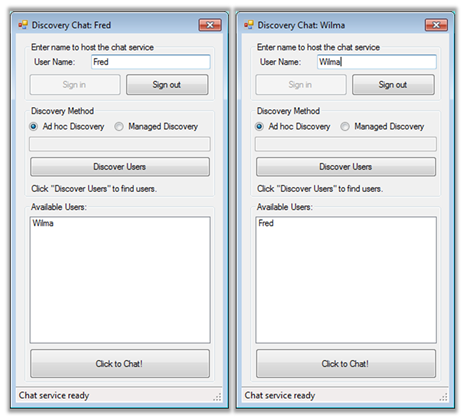 Discovery Chat: Fred
Enter name to host the chat service
User Name: Fred
Sign in Sign out
Discovery Method
Ad hoc Discovery Managed Discovery
Discover Users
Click "Discover Users" to find users.
Available Users:
Wilma
Click to Chat!
Chat service ready
Discovery Chat: Wilma
Enter name to host the chat service
User Name: Wilma
Sign in Sign out
Discovery Method
Ad hoc Discovery Managed Discovery
Discover Users
Click "Discover Users" to find users.
Available Users:
Fred
Click to Chat!
Chat service ready